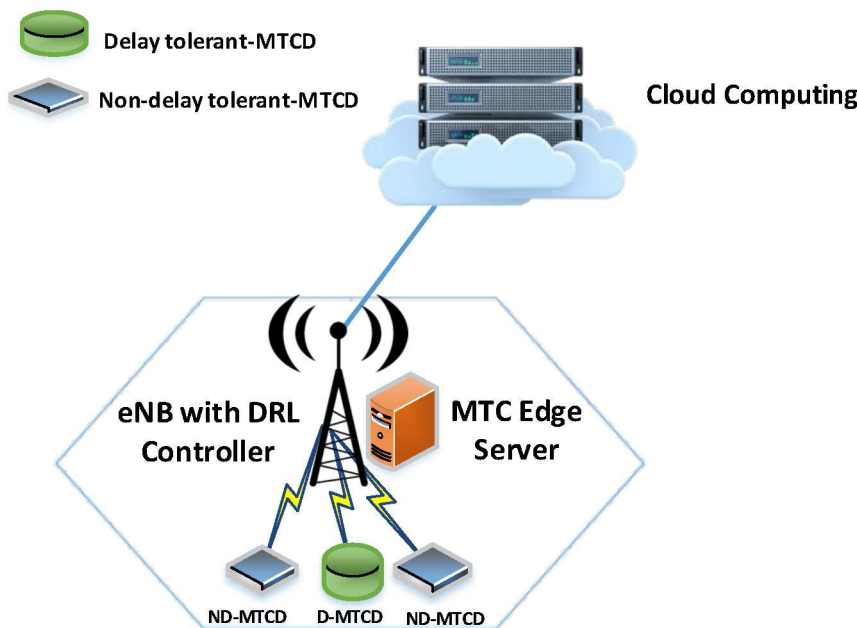 Delay tolerant-MTCD
Non-delay tolerant-MTCD
Cloud Computing
eNB with DRL
Controller
MTC Edge
Server
ND-MTCD
D-MTCD
ND-MTCD